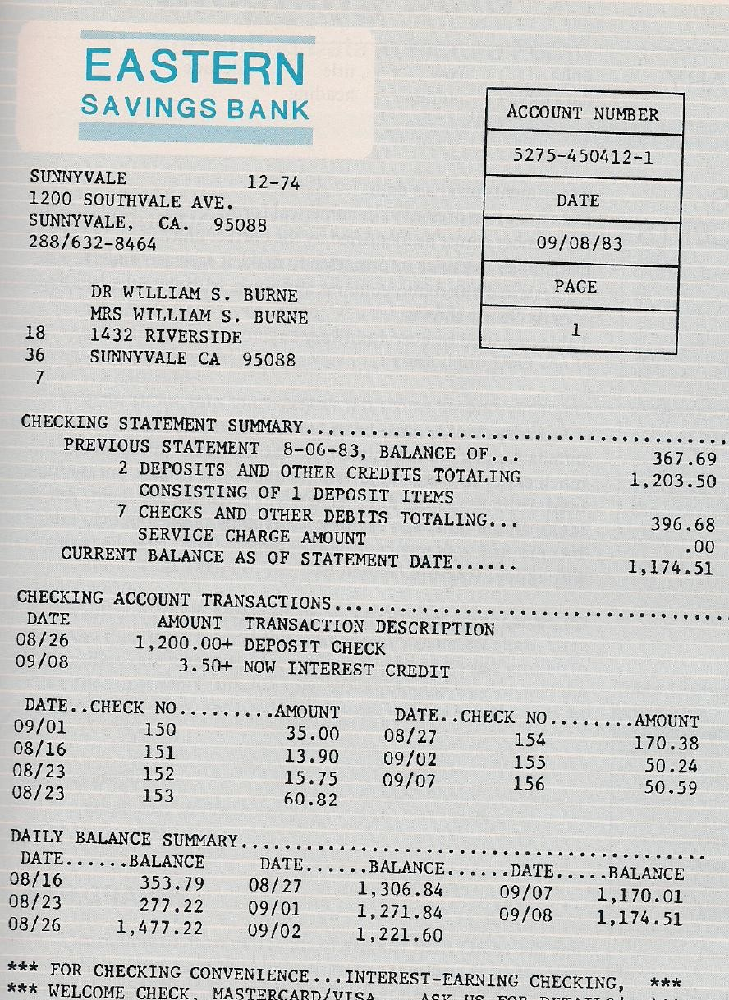 EASTERN
SAVINGS BANK
ACCOUNT NUMBER
5275-450412-1
DATE
09/08/83
PAGE
1
SUNNYVALE 12-74
1200 SOUTHVALE AVE.
SUNNYVALE, CA. 95088
288/632-8464
DR WILLIAM S. BURNE
MRS WILLIAM S. BURNE
18 1432 RIVERSIDE
36 SUNNYVALE CA 95088
7
CHECKING STATEMENT SUMMARY.......................................
PREVIOUS STATEMENT 8-06-83, BALANCE OF... 367.69
2 DEPOSITS AND OTHER CREDITS TOTALING 1,203.50
CONSISTING OF 1 DEPOSIT ITEMS
7 CHECKS AND OTHER DEBITS TOTALING... 396.68
SERVICE CHARGE AMOUNT .00
CURRENT BALANCE AS OF STATEMENT DATE...... 1,174.51
CHECKING ACCOUNT TRANSACTIONS....................................
DATE AMOUNT TRANSACTION DESCRIPTION
08/26 1,200.00+ DEPOSIT CHECK
09/08 3.50+ NOW INTEREST CREDIT
DATE..CHECK NO.........AMOUNT DATE..CHECK NO........AMOUNT
09/01 150 35.00 08/27 154 170.38
08/16 151 13.90 09/02 155 50.24
08/23 152 15.75 09/07 156 50.59
08/23 153 60.82
DAILY BALANCE SUMMARY...........................................
DATE......BALANCE DATE......BALANCE......DATE.....BALANCE
08/16 353.79 08/27 1,306.84 09/07 1,170.01
08/23 277.22 09/01 1,271.84 09/08 1,174.51
08/26 1,477.22 09/02 1,221.60
*** FOR CHECKING CONVENIENCE...INTEREST-EARNING CHECKING, ***
*** WELCOME CHECK, MASTERCARD/VISA ASK US FOR DETAILS! ***